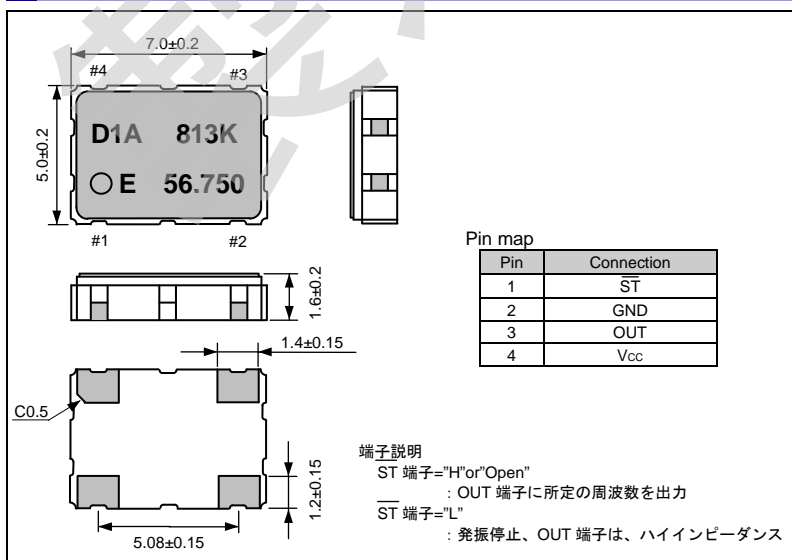 7.0±0.2
#4
#3
5.0±0.2
D1A 813K
E 56.750
#1
#2
1.6±0.2
1.4±0.15
C0.5
1.2±0.15
5.08±0.15
Pin map
Pin Connection
1 S̅T̅
2 GND
3 OUT
4 Vcc
端子説明
S̅T̅ 端子="H"or"Open"
：OUT 端子に所定の周波数を出力
S̅T̅ 端子="L"
：発振停止、OUT 端子は、ハイインピーダンス